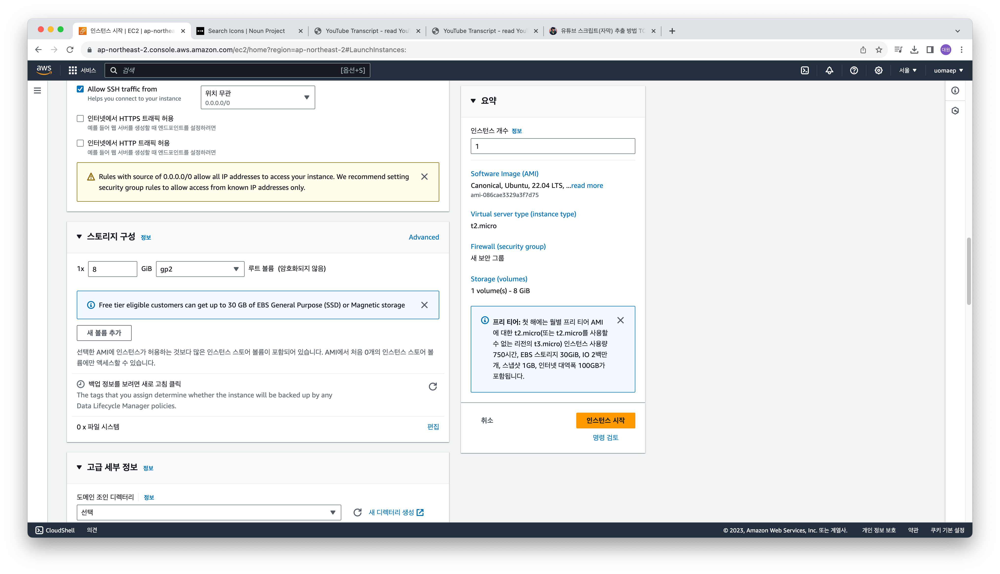 인스턴스 시작 | EC2 | ap-northea
Search Icons | Noun Project
YouTube Transcript - read You
YouTube Transcript - read You
유튜브 스크립트(자막) 추출 방법 TO
ap-northeast-2.console.aws.amazon.com/ec2/home?region=ap-northeast-2#LaunchInstances:
대원
aws
서비스
검색
[옵션+S]
서울
uomaep
Allow SSH traffic from
Helps you connect to your instance
위치 무관
0.0.0.0/0
인터넷에서 HTTPS 트래픽 허용
예를 들어 웹 서버를 생성할 때 엔드포인트를 설정하려면
인터넷에서 HTTP 트래픽 허용
예를 들어 웹 서버를 생성할 때 엔드포인트를 설정하려면
Rules with source of 0.0.0.0/0 allow all IP addresses to access your instance. We recommend setting
security group rules to allow access from known IP addresses only.
스토리지 구성 정보
Advanced
1x 8 GiB gp2 루트 볼륨 (암호화되지 않음)
Free tier eligible customers can get up to 30 GB of EBS General Purpose (SSD) or Magnetic storage
새 볼륨 추가
선택한 AMI에 인스턴스가 허용하는 것보다 많은 인스턴스 스토어 볼륨이 포함되어 있습니다. AMI에서 처음 0개의 인스턴스 스토어 볼
륨에만 액세스할 수 있습니다.
백업 정보를 보려면 새로 고침 클릭
The tags that you assign determine whether the instance will be backed up by any
Data Lifecycle Manager policies.
0 x 파일 시스템
편집
고급 세부 정보 정보
도메인 조인 디렉터리 정보
선택
새 디렉터리 생성
요약
인스턴스 개수 정보
1
Software Image (AMI)
Canonical, Ubuntu, 22.04 LTS, ...read more
ami-086cae3329a3f7d75
Virtual server type (instance type)
t2.micro
Firewall (security group)
새 보안 그룹
Storage (volumes)
1 volume(s) - 8 GiB
프리 티어: 첫 해에는 월별 프리 티어 AMI
에 대한 t2.micro(또는 t2.micro를 사용할
수 없는 리전의 t3.micro) 인스턴스 사용량
750시간, EBS 스토리지 30GiB, IO 2백만
개, 스냅샷 1GB, 인터넷 대역폭 100GB가
포함됩니다.
취소
인스턴스 시작
명령 검토
CloudShell
의견
© 2023, Amazon Web Services, Inc. 또는 계열사.
개인 정보 보호
약관
쿠키 기본 설정